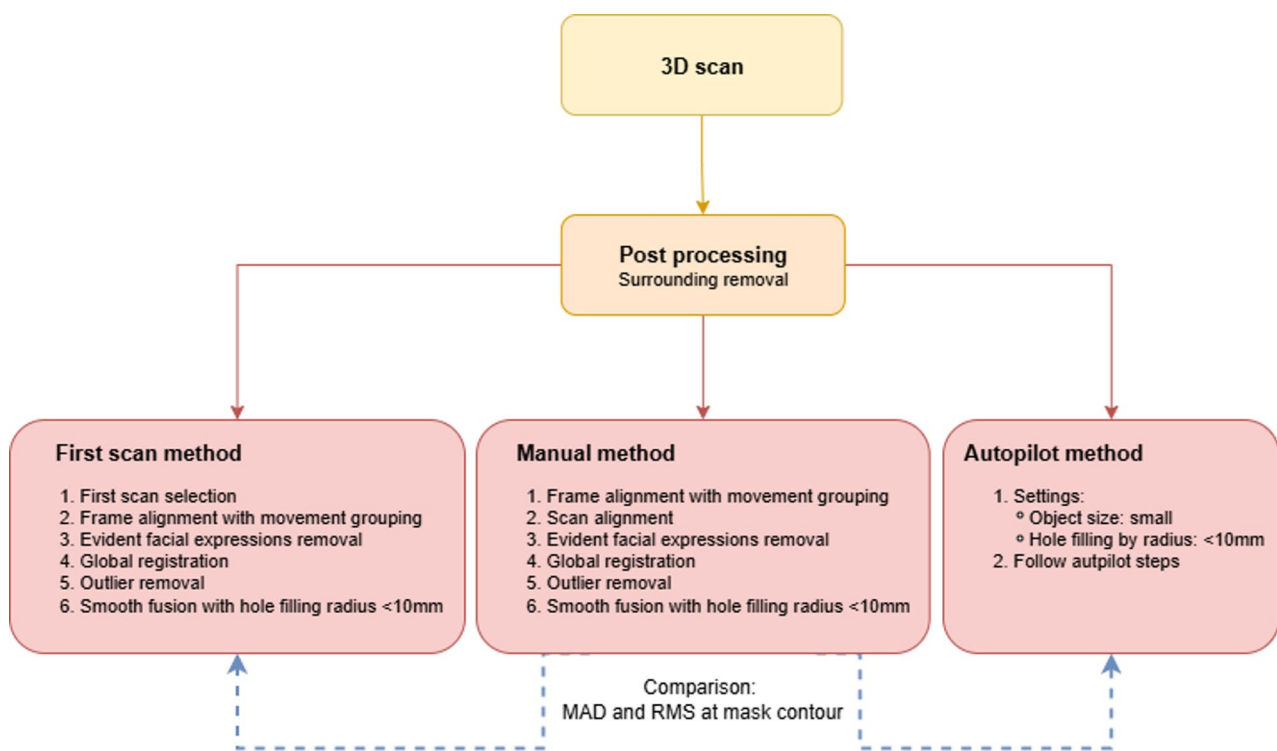 3D scan
Post processing
Surrounding removal
First scan method
1. First scan selection
2. Frame alignment with movement grouping
3. Evident facial expressions removal
4. Global registration
5. Outlier removal
6. Smooth fusion with hole filling radius <10mm
Manual method
1. Frame alignment with movement grouping
2. Scan alignment
3. Evident facial expressions removal
4. Global registration
5. Outlier removal
6. Smooth fusion with hole filling radius <10mm
Autopilot method
1. Settings:
° Object size: small
° Hole filling by radius: <10mm
2. Follow autpilot steps
Comparison:
MAD and RMS at mask contour